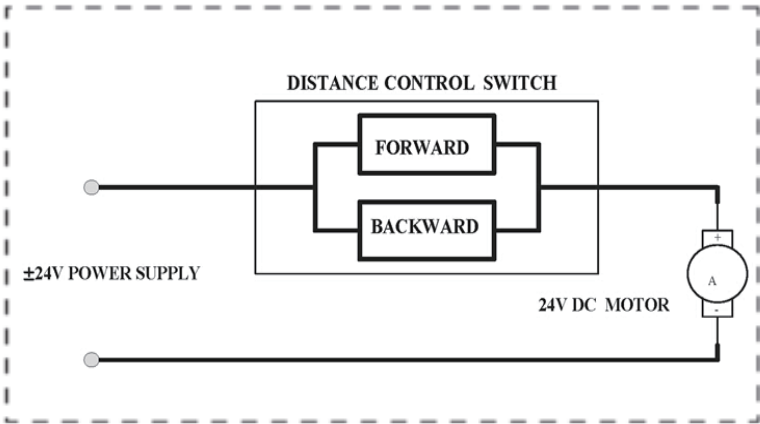 DISTANCE CONTROL SWITCH
FORWARD
BACKWARD
±24V POWER SUPPLY
+
A
24V DC MOTOR
-